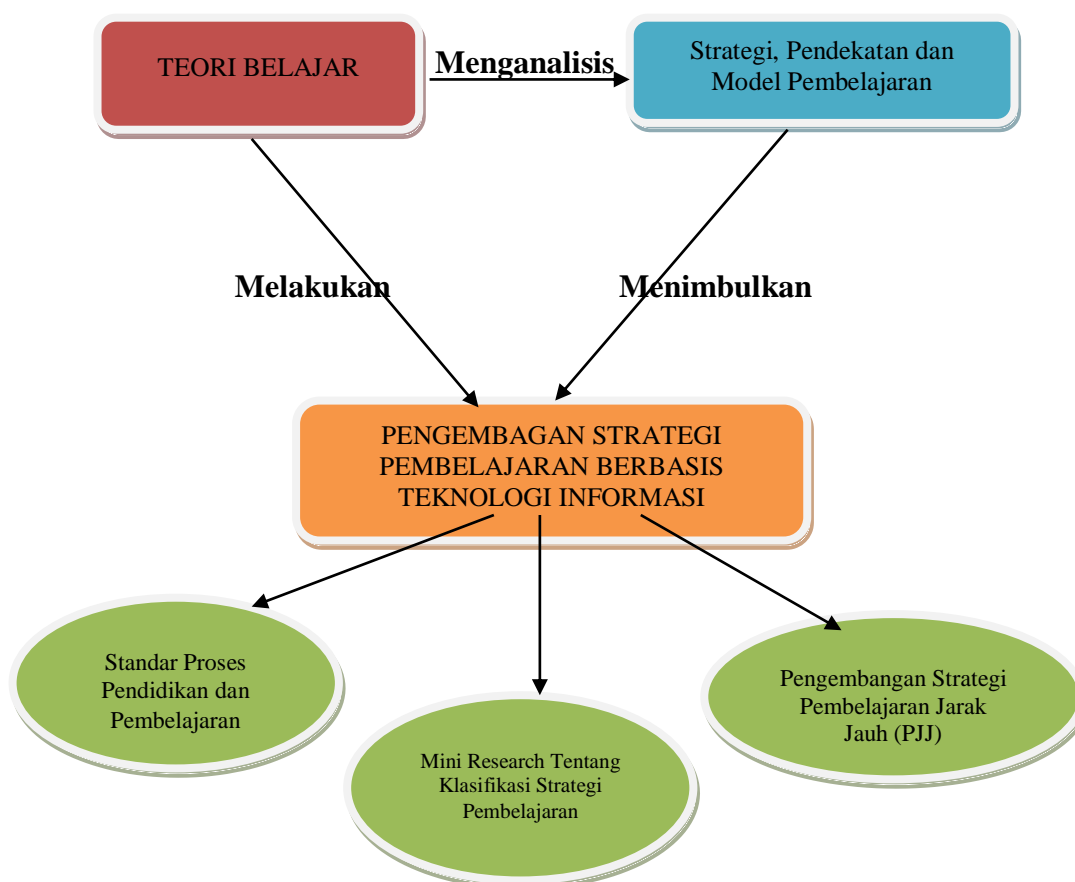 TEORI BELAJAR
Menganalisis
Strategi, Pendekatan dan
Model Pembelajaran
Melakukan
Menimbulkan
PENGEMBAGAN STRATEGI
PEMBELAJARAN BERBASIS
TEKNOLOGI INFORMASI
Standar Proses
Pendidikan dan
Pembelajaran
Mini Research Tentang
Klasifikasi Strategi
Pembelajaran
Pengembangan Strategi
Pembelajaran Jarak
Jauh (PJJ)